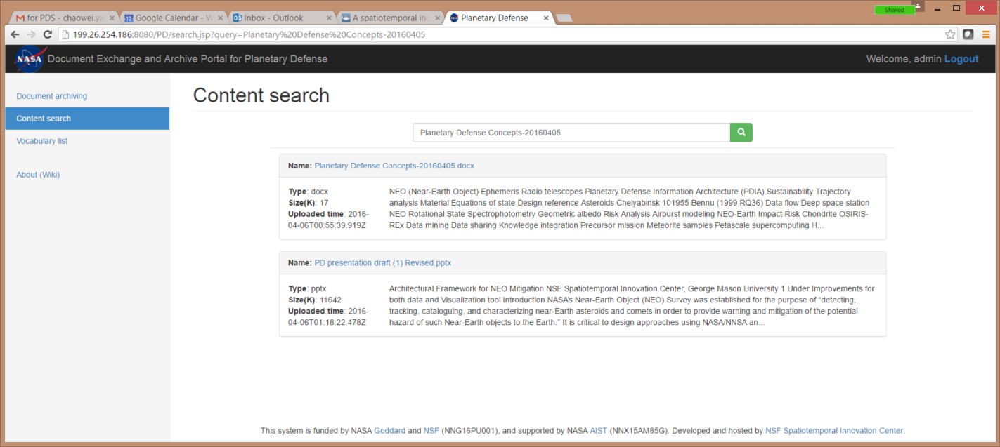 Shared
for PDS - chaowei.ya
Google Calendar - W
Inbox - Outlook
A spatiotemporal inc
Planetary Defense
199.26.254.186:8080/PD/search.jsp?query=Planetary%20Defense%20Concepts-20160405
NASA Document Exchange and Archive Portal for Planetary Defense
Welcome, admin Logout
Document archiving
Content search
Vocabulary list
About (Wiki)
Content search
Planetary Defense Concepts-20160405
Name: Planetary Defense Concepts-20160405.docx
Type: docx
Size(K): 17
Uploaded time: 2016-
04-06T00:55:39.919Z
NEO (Near-Earth Object) Ephemeris Radio telescopes Planetary Defense Information Architecture (PDIA) Sustainability Trajectory
analysis Material Equations of state Design reference Asteroids Chelyabinsk 101955 Bennu (1999 RQ36) Data flow Deep space station
NEO Rotational State Spectrophotometry Geometric albedo Risk Analysis Airburst modeling NEO-Earth Impact Risk Chondrite OSIRIS-
REx Data mining Data sharing Knowledge integration Precursor mission Meteorite samples Petascale supercomputing H...
Name: PD presentation draft (1) Revised.pptx
Type: pptx
Size(K): 11642
Uploaded time: 2016-
04-06T01:18:22.478Z
Architectural Framework for NEO Mitigation NSF Spatiotemporal Innovation Center, George Mason University 1 Under Improvements for
both data and Visualization tool Introduction NASA's Near-Earth Object (NEO) Survey was established for the purpose of “detecting,
tracking, cataloguing, and characterizing near-Earth asteroids and comets in order to provide warning and mitigation of the potential
hazard of such Near-Earth objects to the Earth.” It is critical to design approaches using NASA/NNSA an...
This system is funded by NASA Goddard and NSF (NNG16PU001), and supported by NASA AIST (NNX15AM85G). Developed and hosted by NSF Spatiotemporal Innovation Center.